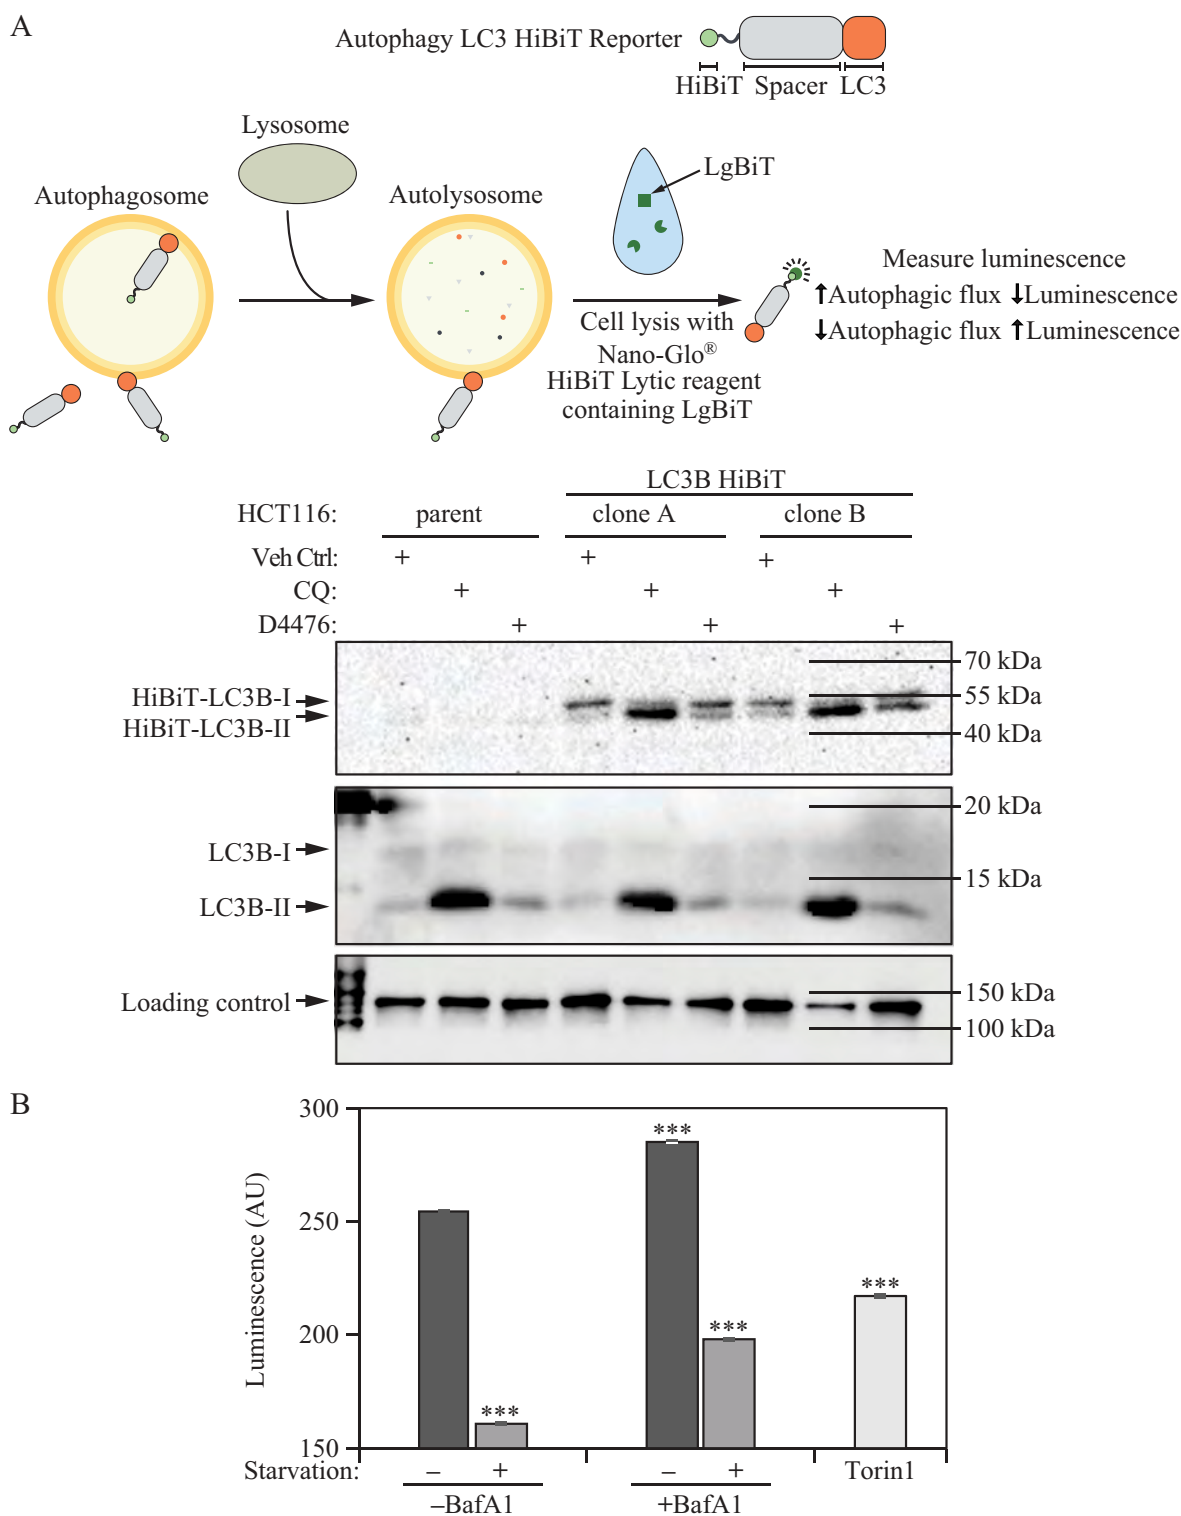 A
Autophagy LC3 HiBiT Reporter
HiBiT Spacer LC3
Lysosome
LgBiT
Autophagosome
Autolysosome
Measure luminescence
↑Autophagic flux ↓Luminescence
↓Autophagic flux ↑Luminescence
Cell lysis with
Nano-Glo®
HiBiT Lytic reagent
containing LgBiT
LC3B HiBiT
HCT116: parent clone A clone B
Veh Ctrl: + + +
CQ: + + +
D4476: + + +
70 kDa
HiBiT-LC3B-I 55 kDa
HiBiT-LC3B-II 40 kDa
20 kDa
LC3B-I
15 kDa
LC3B-II
Loading control 150 kDa
100 kDa
B
Luminescence (AU)
300
250
200
150
***
***
***
***
Starvation: – + – + Torin1
–BafA1 +BafA1